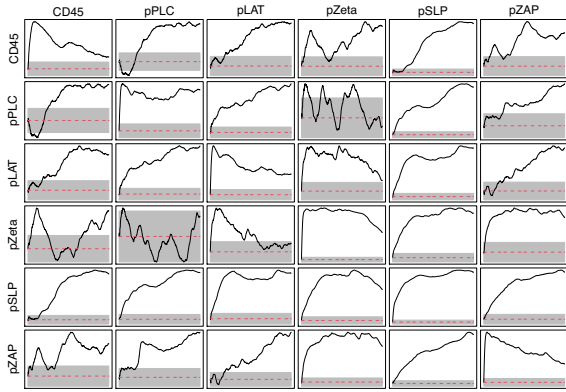 CD45 pPLC pLAT pZeta pSLP pZAP
CD45
pPLC
pLAT
pZeta
pSLP
pZAP